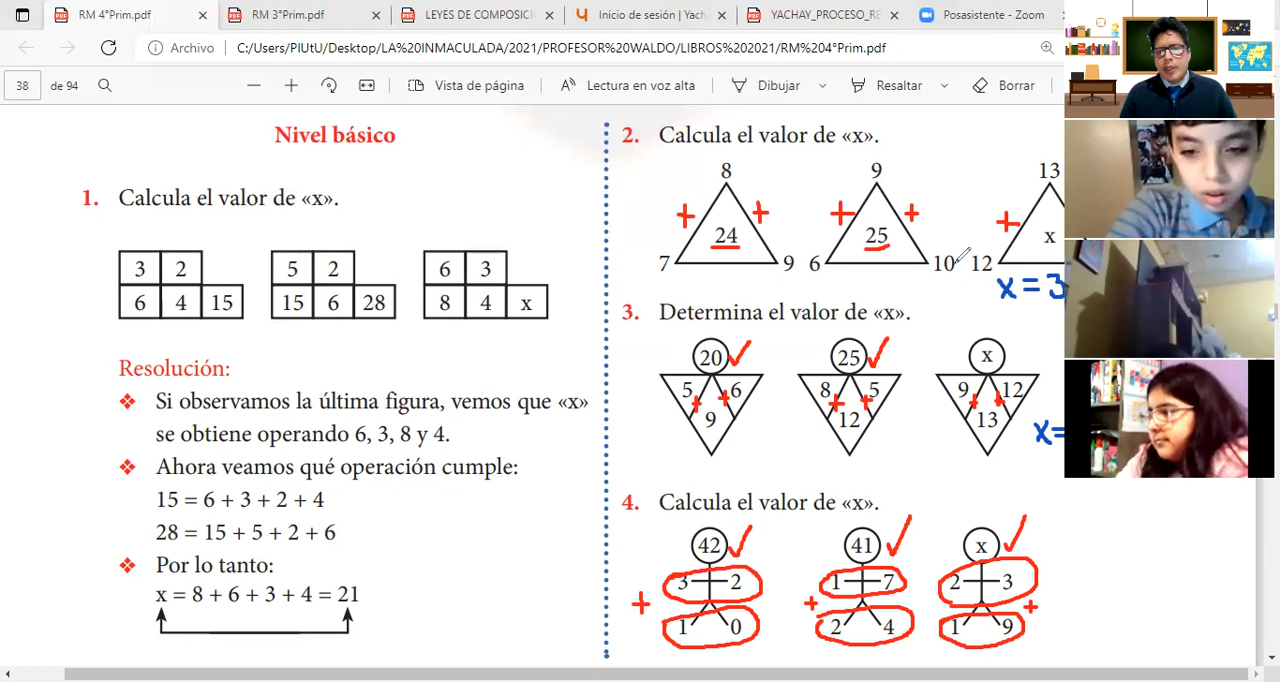 RM 4°Prim.pdf
RM 3°Prim.pdf
LEYES DE COMPOSICI
Inicio de sesión | Yach
YACHAY_PROCESO_RE
Posasistente - Zoom
Archivo
C:/Users/PIUtU/Desktop/LA%20INMACULADA/2021/PROFESOR%20WALDO/LIBROS%202021/RM%204°Prim.pdf
38 de 94
Vista de página
Lectura en voz alta
Dibujar
Resaltar
Borrar
Nivel básico
1. Calcula el valor de «x».
3 2
6 4 15
5 2
15 6 28
6 3
8 4 x
Resolución:
❖ Si observamos la última figura, vemos que «x»
se obtiene operando 6, 3, 8 y 4.
❖ Ahora veamos qué operación cumple:
15 = 6 + 3 + 2 + 4
28 = 15 + 5 + 2 + 6
❖ Por lo tanto:
x = 8 + 6 + 3 + 4 = 21
2. Calcula el valor de «x».
8 9 13
+ + + + +
24 25 x
7 9 6 10 12
x = 3
3. Determina el valor de «x».
20 25 x
5 6 8 5 9 12
+ + + + + +
9 12 13
x=
4. Calcula el valor de «x».
42 41 x
3 2 1 7 2 3
+ + +
1 0 2 4 1 9